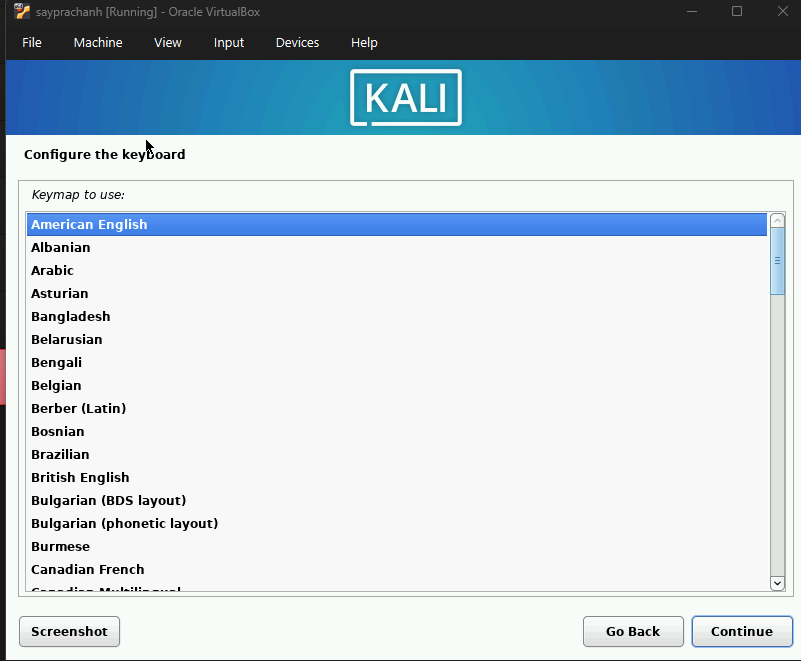 sayprachanh [Running] - Oracle VirtualBox
File Machine View Input Devices Help
KALI
Configure the keyboard
Keymap to use:
American English
Albanian
Arabic
Asturian
Bangladesh
Belarusian
Bengali
Belgian
Berber (Latin)
Bosnian
Brazilian
British English
Bulgarian (BDS layout)
Bulgarian (phonetic layout)
Burmese
Canadian French
Canadian Multilingual
Screenshot Go Back Continue